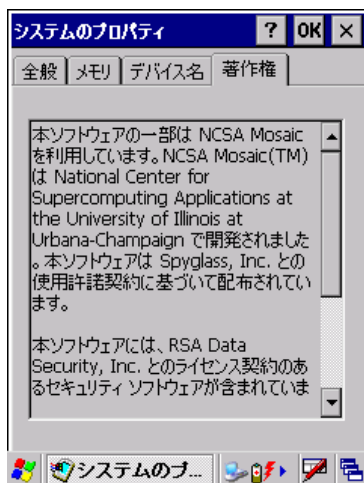 システムのプロパティ ? OK ×
全般 メモリ デバイス名 著作権
本ソフトウェアの一部は NCSA Mosaic
を利用しています。NCSA Mosaic(TM)
は National Center for
Supercomputing Applications at
the University of Illinois at
Urbana-Champaign で開発されました
。本ソフトウェアは Spyglass, Inc. との
使用許諾契約に基づいて配布されてい
ます。
本ソフトウェアには、RSA Data
Security, Inc. とのライセンス契約のあ
るセキュリティ ソフトウェアが含まれていま
システムのプ...